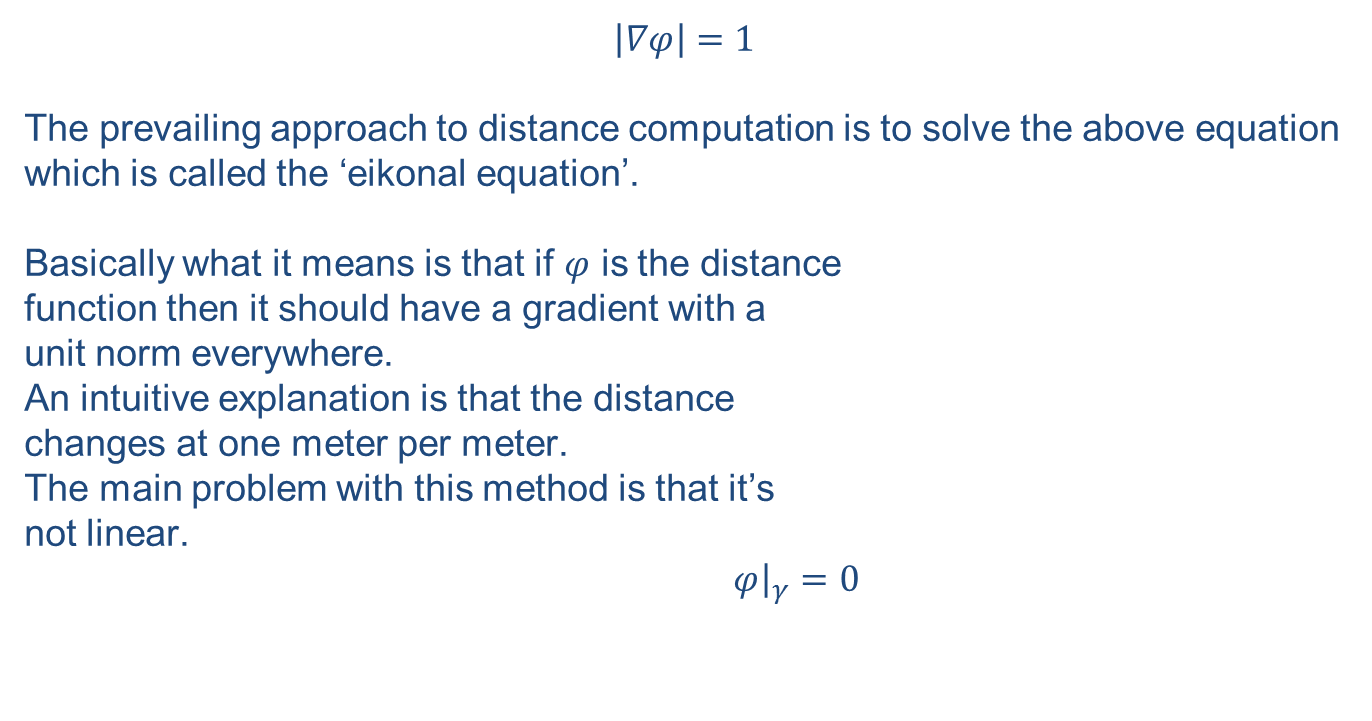 |∇φ| = 1
The prevailing approach to distance computation is to solve the above equation
which is called the ‘eikonal equation’.
Basically what it means is that if φ is the distance
function then it should have a gradient with a
unit norm everywhere.
An intuitive explanation is that the distance
changes at one meter per meter.
The main problem with this method is that it’s
not linear.
φ|γ = 0